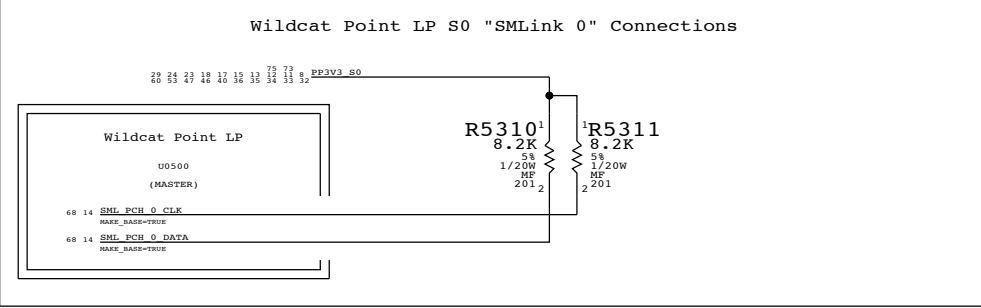 Wildcat Point LP S0 "SMLink 0" Connections
75 73
29 24 23 18 17 15 13 12 11 8 PP3V3_S0
60 53 47 46 40 36 35 34 33 32
Wildcat Point LP
U0500
(MASTER)
68 14 SML_PCH_0_CLK
MAKE_BASE=TRUE
68 14 SML_PCH_0_DATA
MAKE_BASE=TRUE
R5310 1
8.2K
5%
1/20W
MF
201 2
1 R5311
8.2K
5%
1/20W
MF
2 201